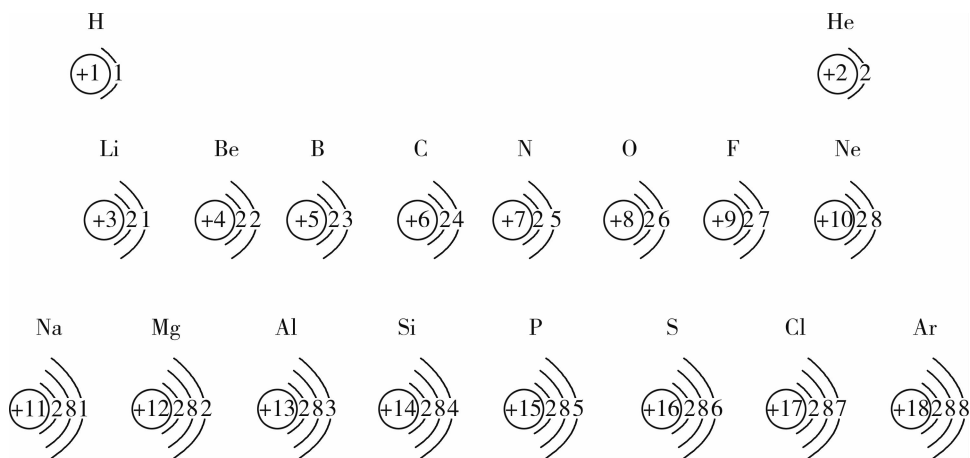 H He
+1 1 +2 2
Li Be B C N O F Ne
+3 2 1 +4 2 2 +5 2 3 +6 2 4 +7 2 5 +8 2 6 +9 2 7 +10 2 8
Na Mg Al Si P S Cl Ar
+11 2 8 1 +12 2 8 2 +13 2 8 3 +14 2 8 4 +15 2 8 5 +16 2 8 6 +17 2 8 7 +18 2 8 8